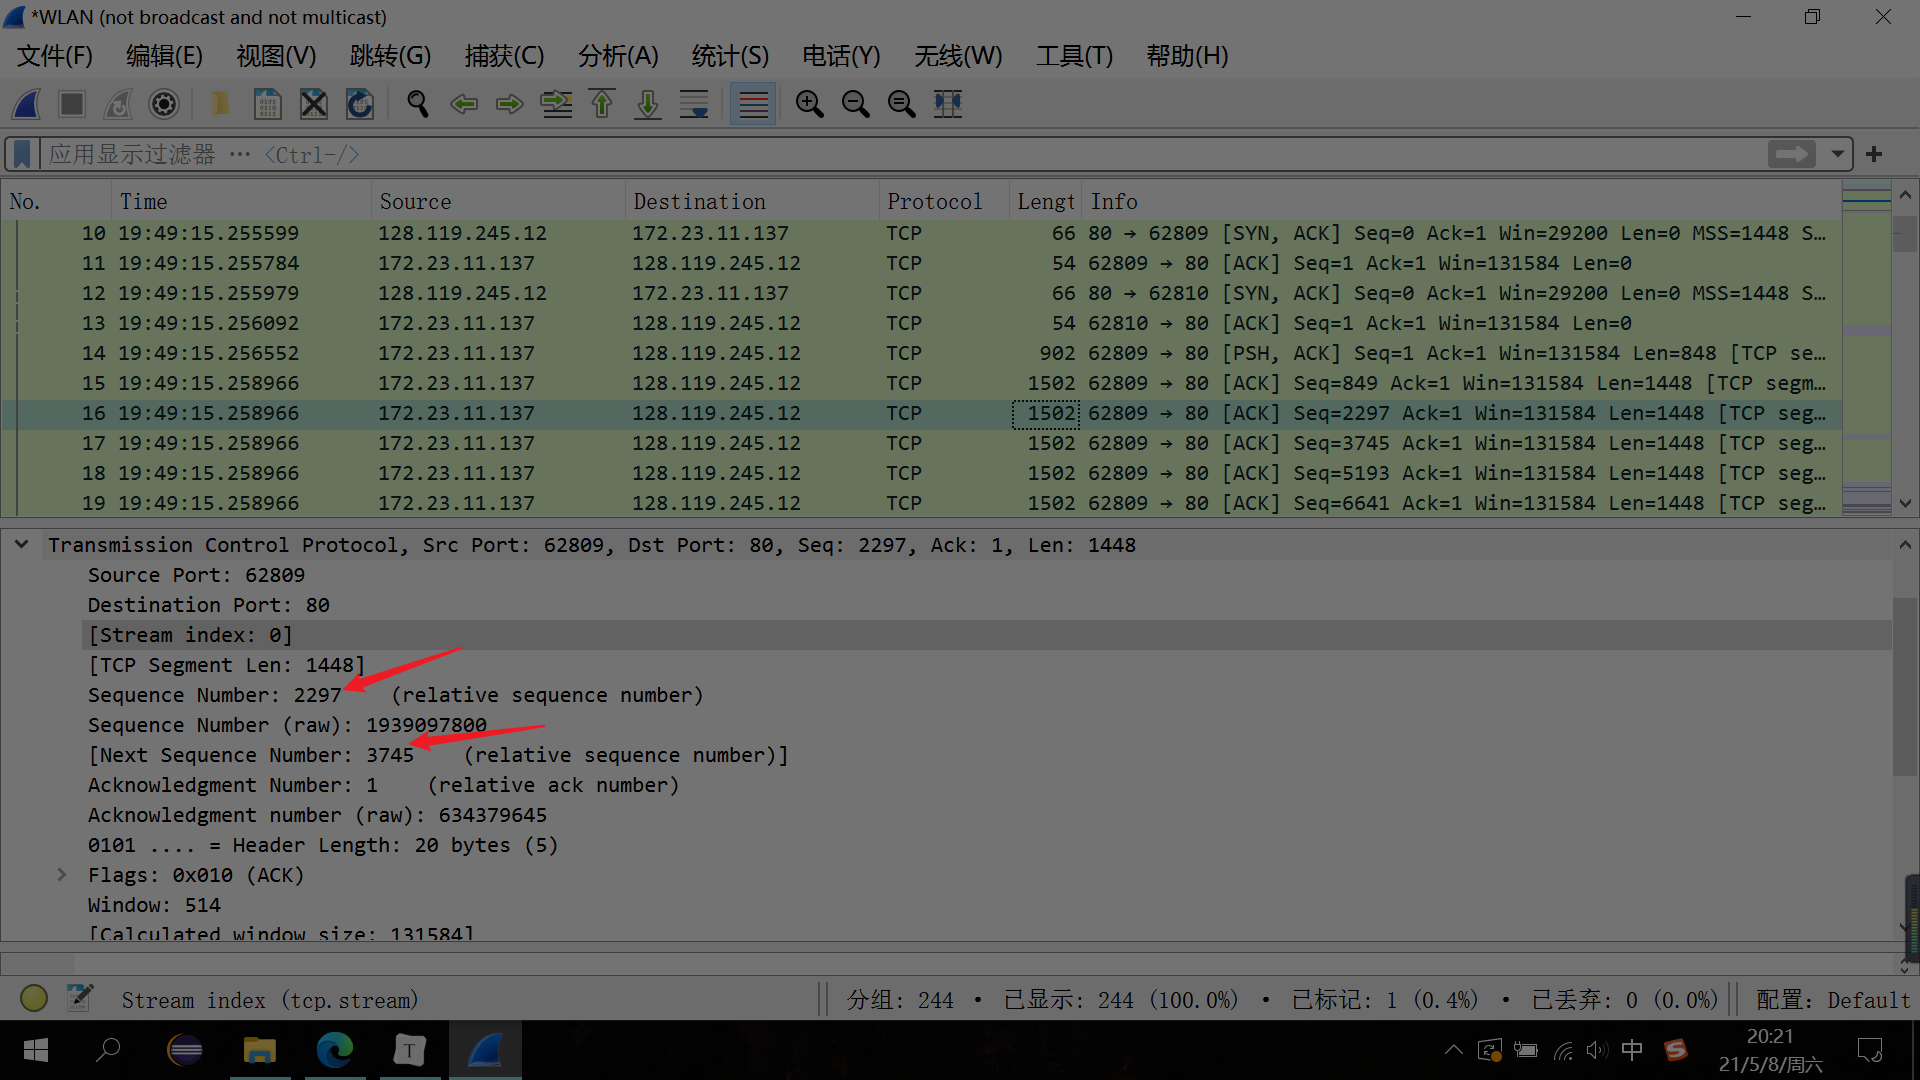 *WLAN (not broadcast and not multicast)
文件(F) 编辑(E) 视图(V) 跳转(G) 捕获(C) 分析(A) 统计(S) 电话(Y) 无线(W) 工具(T) 帮助(H)
应用显示过滤器 … <Ctrl-/>
No. Time Source Destination Protocol Lengt Info
10 19:49:15.255599 128.119.245.12 172.23.11.137 TCP 66 80 → 62809 [SYN, ACK] Seq=0 Ack=1 Win=29200 Len=0 MSS=1448 S…
11 19:49:15.255784 172.23.11.137 128.119.245.12 TCP 54 62809 → 80 [ACK] Seq=1 Ack=1 Win=131584 Len=0
12 19:49:15.255979 128.119.245.12 172.23.11.137 TCP 66 80 → 62810 [SYN, ACK] Seq=0 Ack=1 Win=29200 Len=0 MSS=1448 S…
13 19:49:15.256092 172.23.11.137 128.119.245.12 TCP 54 62810 → 80 [ACK] Seq=1 Ack=1 Win=131584 Len=0
14 19:49:15.256552 172.23.11.137 128.119.245.12 TCP 902 62809 → 80 [PSH, ACK] Seq=1 Ack=1 Win=131584 Len=848 [TCP se…
15 19:49:15.258966 172.23.11.137 128.119.245.12 TCP 1502 62809 → 80 [ACK] Seq=849 Ack=1 Win=131584 Len=1448 [TCP segm…
16 19:49:15.258966 172.23.11.137 128.119.245.12 TCP 1502 62809 → 80 [ACK] Seq=2297 Ack=1 Win=131584 Len=1448 [TCP seg…
17 19:49:15.258966 172.23.11.137 128.119.245.12 TCP 1502 62809 → 80 [ACK] Seq=3745 Ack=1 Win=131584 Len=1448 [TCP seg…
18 19:49:15.258966 172.23.11.137 128.119.245.12 TCP 1502 62809 → 80 [ACK] Seq=5193 Ack=1 Win=131584 Len=1448 [TCP seg…
19 19:49:15.258966 172.23.11.137 128.119.245.12 TCP 1502 62809 → 80 [ACK] Seq=6641 Ack=1 Win=131584 Len=1448 [TCP seg…
Transmission Control Protocol, Src Port: 62809, Dst Port: 80, Seq: 2297, Ack: 1, Len: 1448
Source Port: 62809
Destination Port: 80
[Stream index: 0]
[TCP Segment Len: 1448]
Sequence Number: 2297 (relative sequence number)
Sequence Number (raw): 1939097800
[Next Sequence Number: 3745 (relative sequence number)]
Acknowledgment Number: 1 (relative ack number)
Acknowledgment number (raw): 634379645
0101 .... = Header Length: 20 bytes (5)
Flags: 0x010 (ACK)
Window: 514
[Calculated window size: 131584]
Stream index (tcp.stream) 分组: 244 · 已显示: 244 (100.0%) · 已标记: 1 (0.4%) · 已丢弃: 0 (0.0%) 配置: Default
T 中 S 20:21
21/5/8/周六